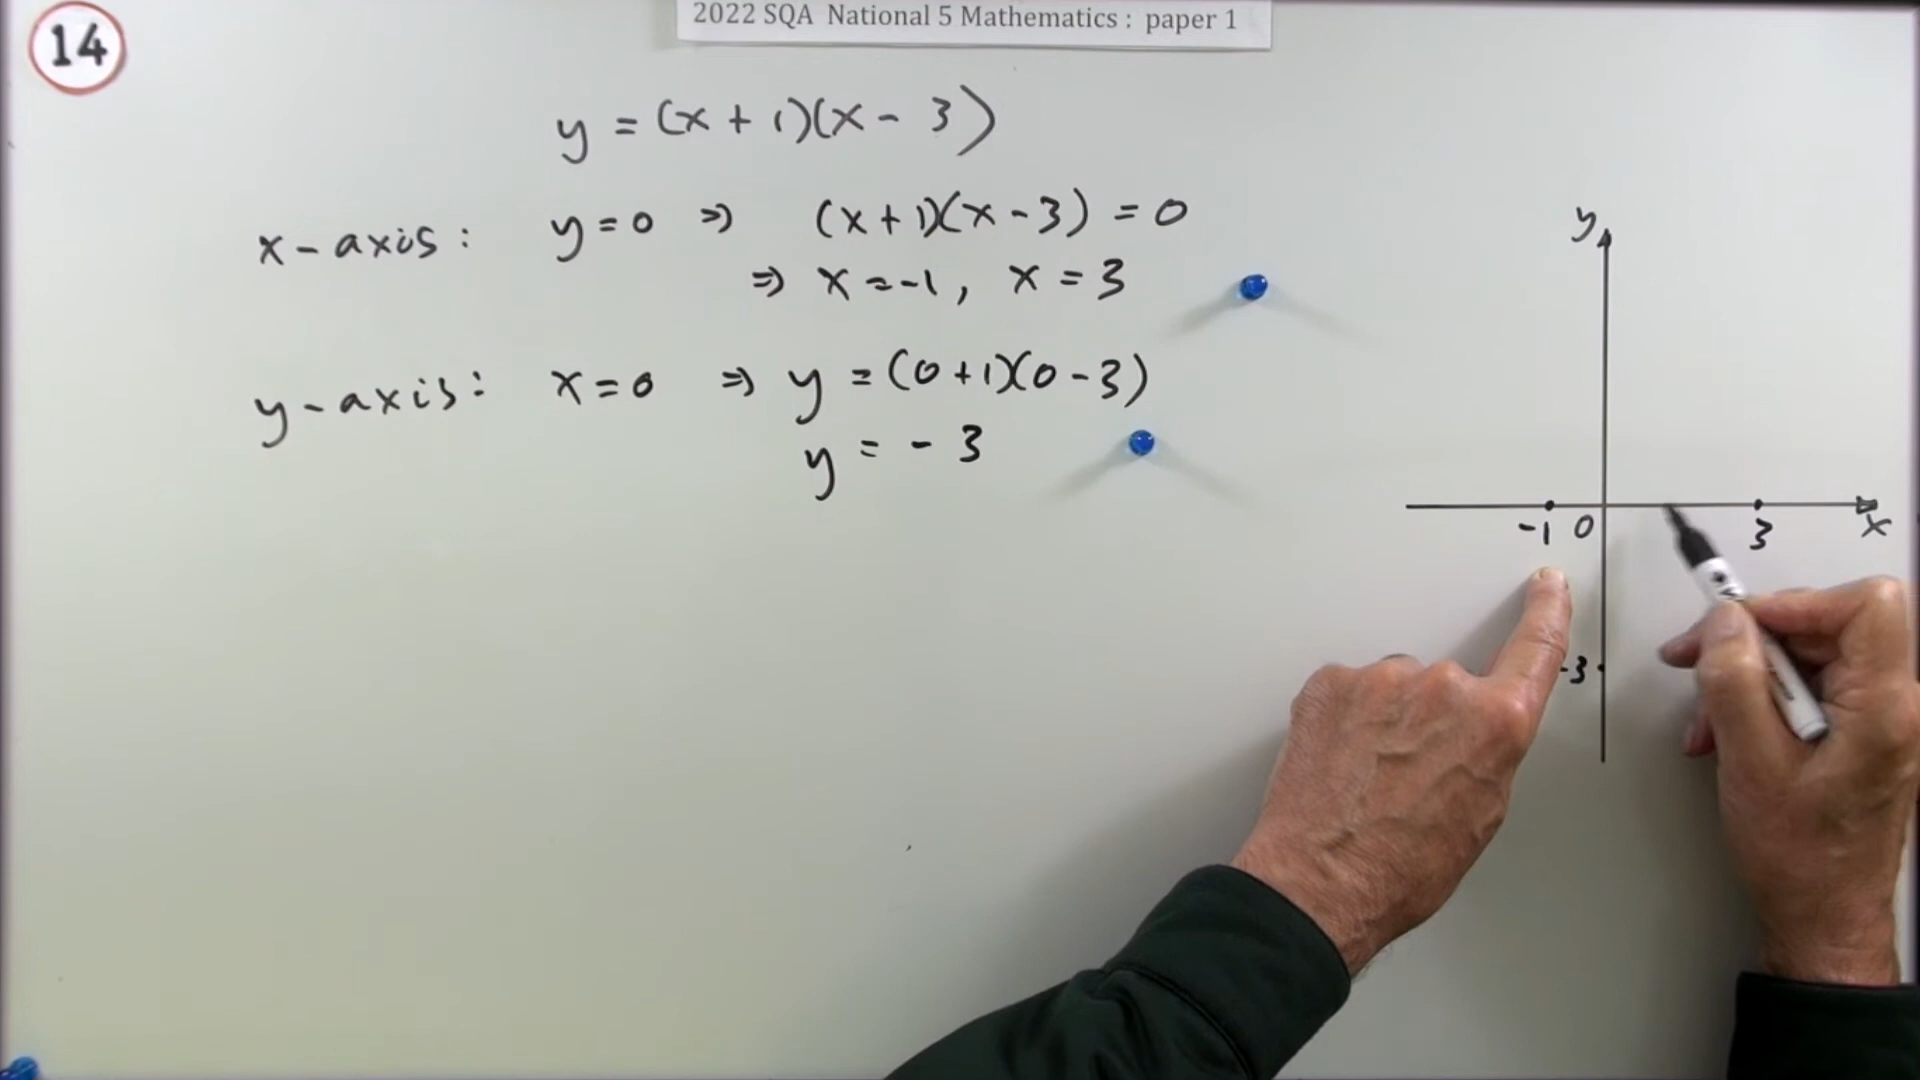 14
2022 SQA National 5 Mathematics : paper 1
y = (x + 1)(x - 3)
x-axis: y = 0 ⇒ (x + 1)(x - 3) = 0
⇒ x = -1, x = 3
y-axis: x = 0 ⇒ y = (0 + 1)(0 - 3)
y = -3
y
-1 0 3 x
-3